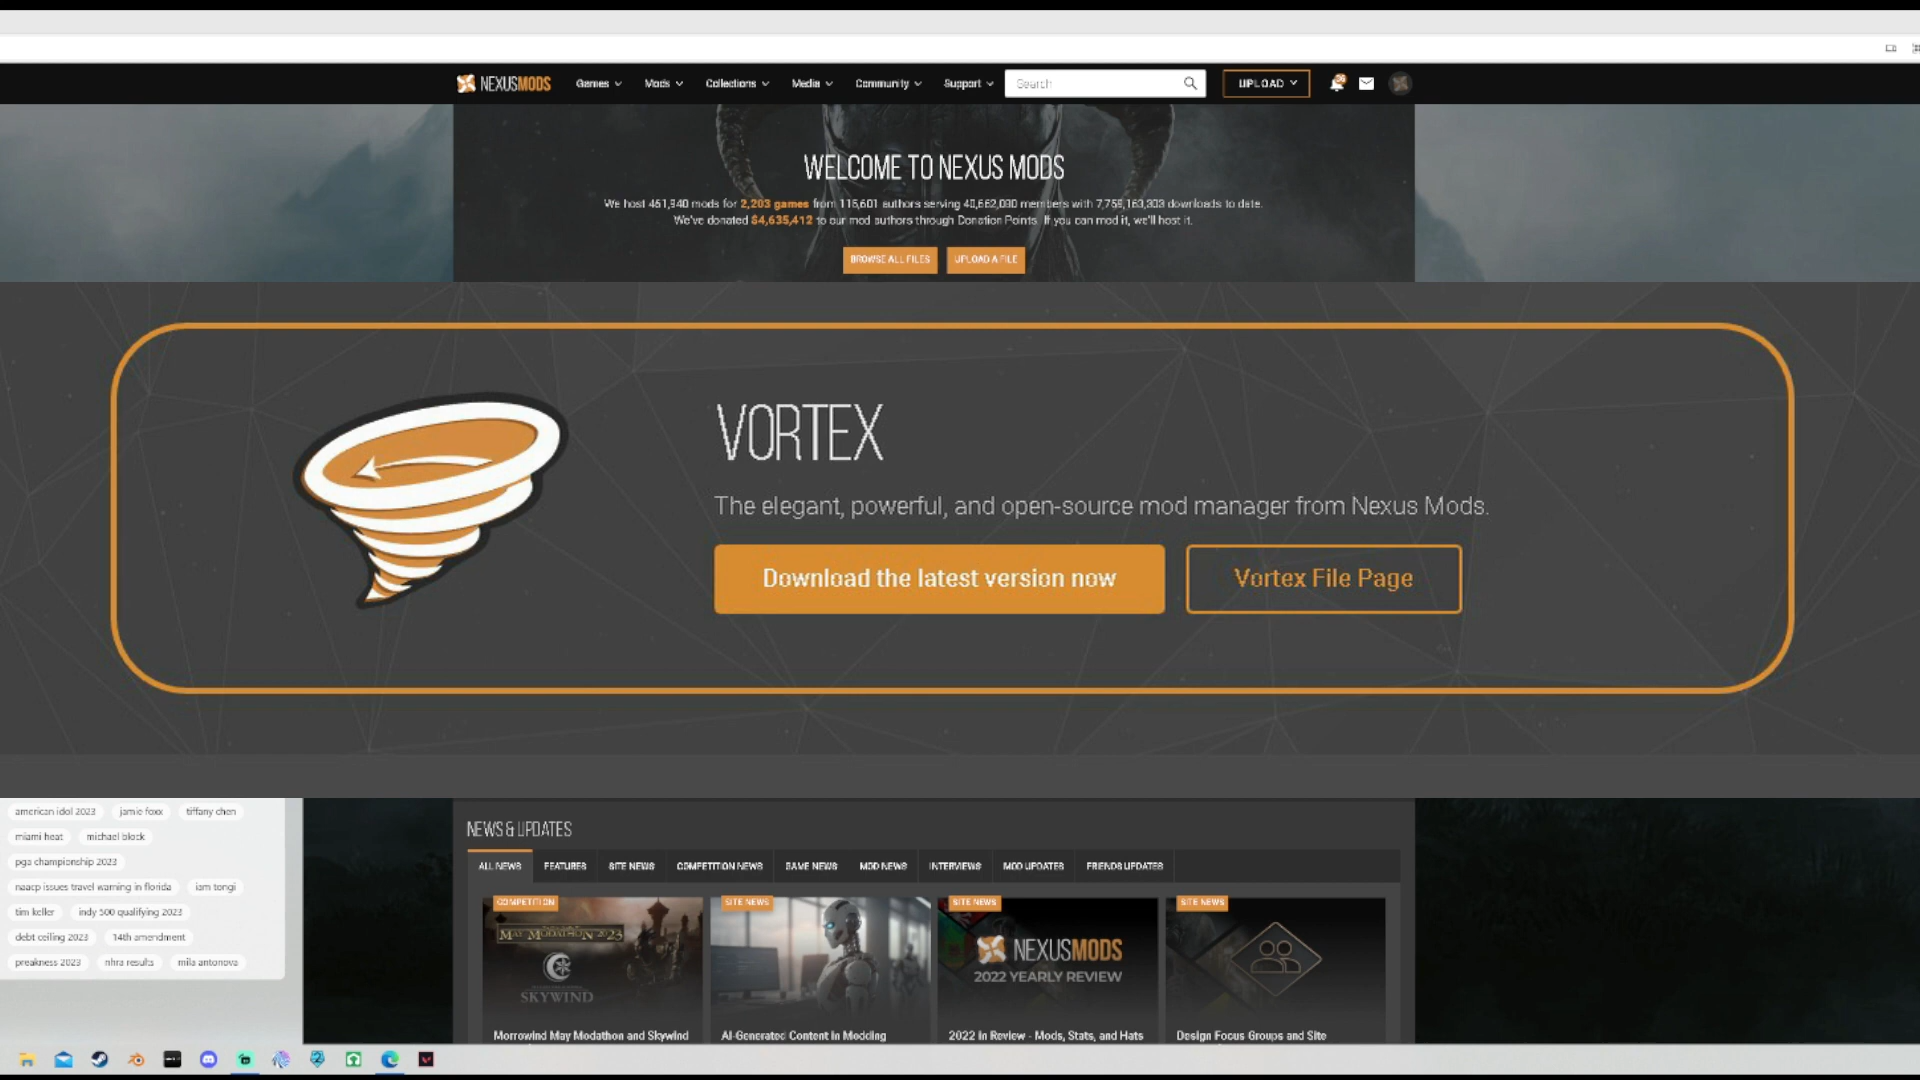 NEXUSMODS Games Mods Collections Media Community Support Search UPLOAD
WELCOME TO NEXUS MODS
We host 461,940 mods for 2,203 games from 115,601 authors serving 40,662,090 members with 7,759,163,303 downloads to date.
We've donated $4,635,412 to our mod authors through Donation Points. If you can mod it, we'll host it.
BROWSE ALL FILES UPLOAD A FILE
VORTEX
The elegant, powerful, and open-source mod manager from Nexus Mods.
Download the latest version now Vortex File Page
american idol 2023 jamie foxx tiffany chen
miami heat michael block
pga championship 2023
naacp issues travel warning in florida iam tongi
tim keller indy 500 qualifying 2023
debt ceiling 2023 14th amendment
preakness 2023 nhra results mila antonova
NEWS & UPDATES
ALL NEWS FEATURES SITE NEWS COMPETITION NEWS GAME NEWS MOD NEWS INTERVIEWS MOD UPDATES FRIENDS UPDATES
COMPETITION SITE NEWS SITE NEWS SITE NEWS
MAY MODATHON 2023
SKYWIND
NEXUSMODS
2022 YEARLY REVIEW
Morrowind May Modathon and Skywind AI-Generated Content in Modding 2022 in Review - Mods, Stats, and Hats Design Focus Groups and Site